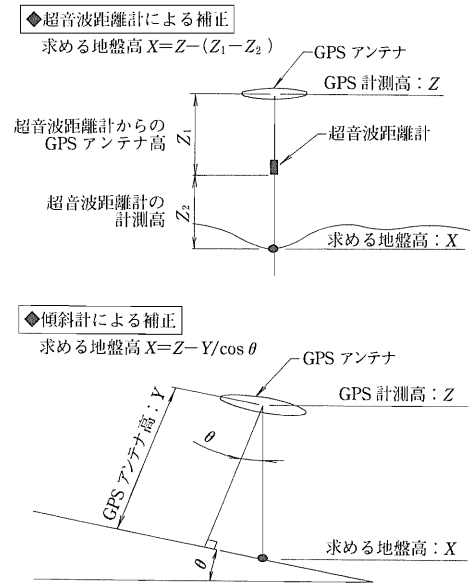 ◆超音波距離計による補正
求める地盤高 X=Z−(Z₁−Z₂)
GPS アンテナ
GPS 計測高：Z
超音波距離計からの
GPS アンテナ高
Z₁
超音波距離計
超音波距離計の
計測高
Z₂
求める地盤高：X
◆傾斜計による補正
求める地盤高 X=Z−Y/cos θ
GPS アンテナ
GPS 計測高：Z
GPS アンテナ高：Y
θ
求める地盤高：X
θ